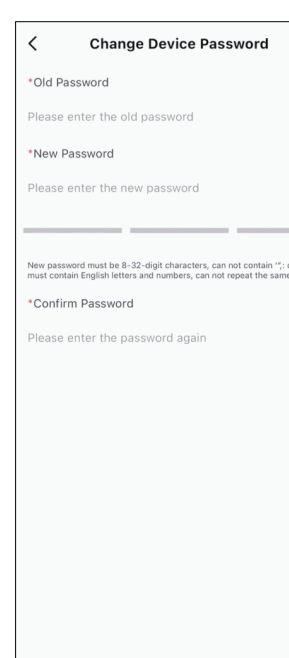 Change Device Password
*Old Password
Please enter the old password
*New Password
Please enter the new password
New password must be 8-32-digit characters, can not contain '",:
must contain English letters and numbers, can not repeat the same
*Confirm Password
Please enter the password again